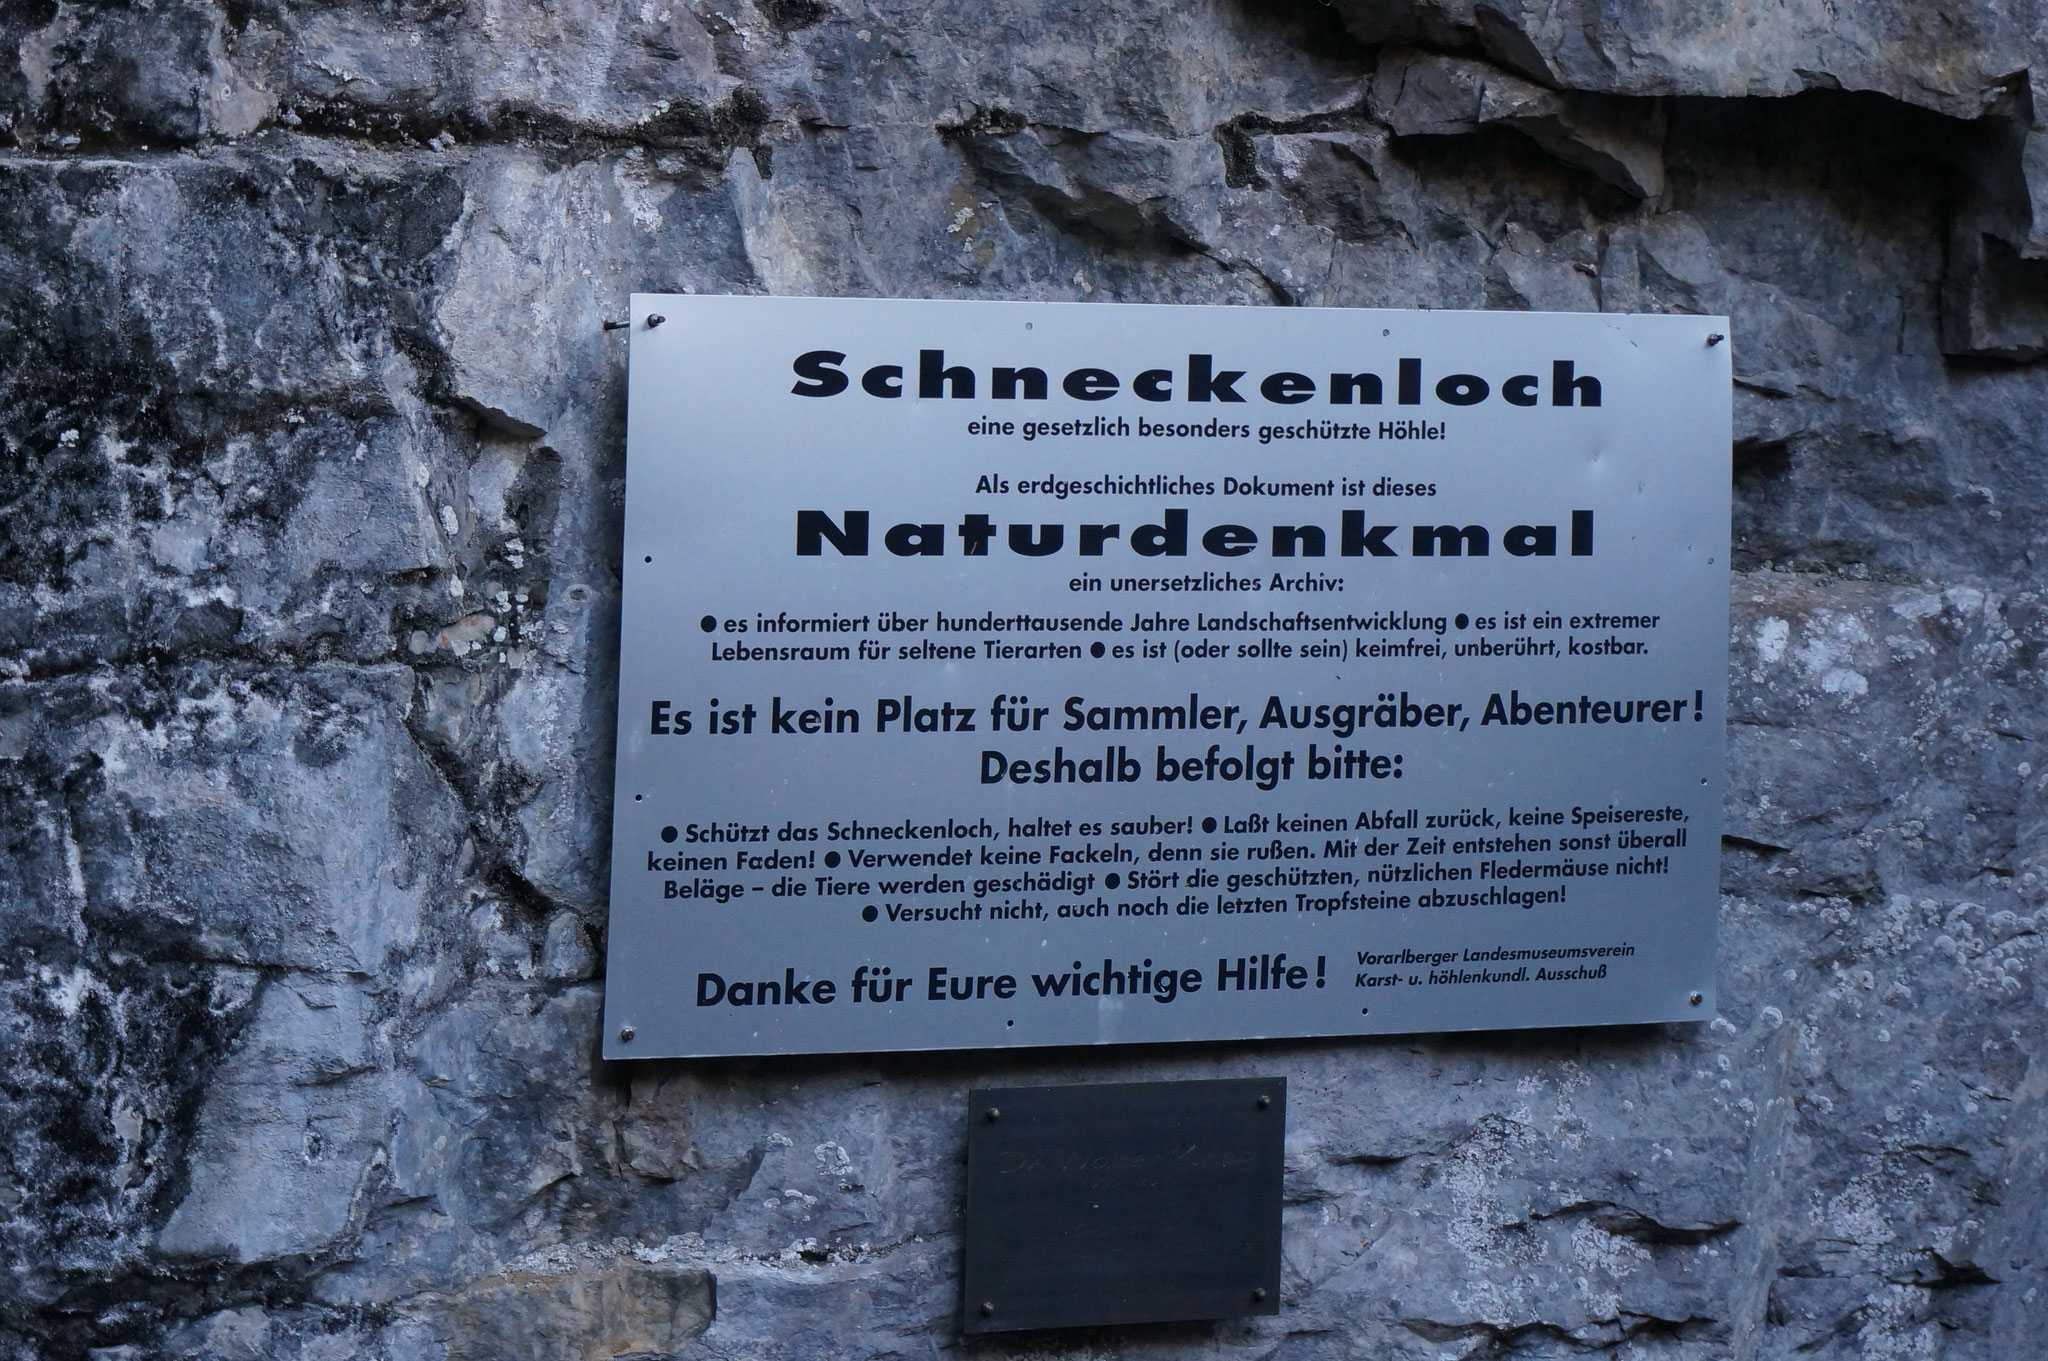 Schneckenloch
eine gesetzlich besonders geschützte Höhle!
Als erdgeschichtliches Dokument ist dieses
Naturdenkmal
ein unersetzliches Archiv:
● es informiert über hunderttausende Jahre Landschaftsentwicklung ● es ist ein extremer
Lebensraum für seltene Tierarten ● es ist (oder sollte sein) keimfrei, unberührt, kostbar.
Es ist kein Platz für Sammler, Ausgräber, Abenteurer!
Deshalb befolgt bitte:
● Schützt das Schneckenloch, haltet es sauber! ● Laßt keinen Abfall zurück, keine Speisereste,
keinen Faden! ● Verwendet keine Fackeln, denn sie rußen. Mit der Zeit entstehen sonst überall
Beläge – die Tiere werden geschädigt ● Stört die geschützten, nützlichen Fledermäuse nicht!
● Versucht nicht, auch noch die letzten Tropfsteine abzuschlagen!
Danke für Eure wichtige Hilfe!
Vorarlberger Landesmuseumsverein
Karst- u. höhlenkundl. Ausschuß